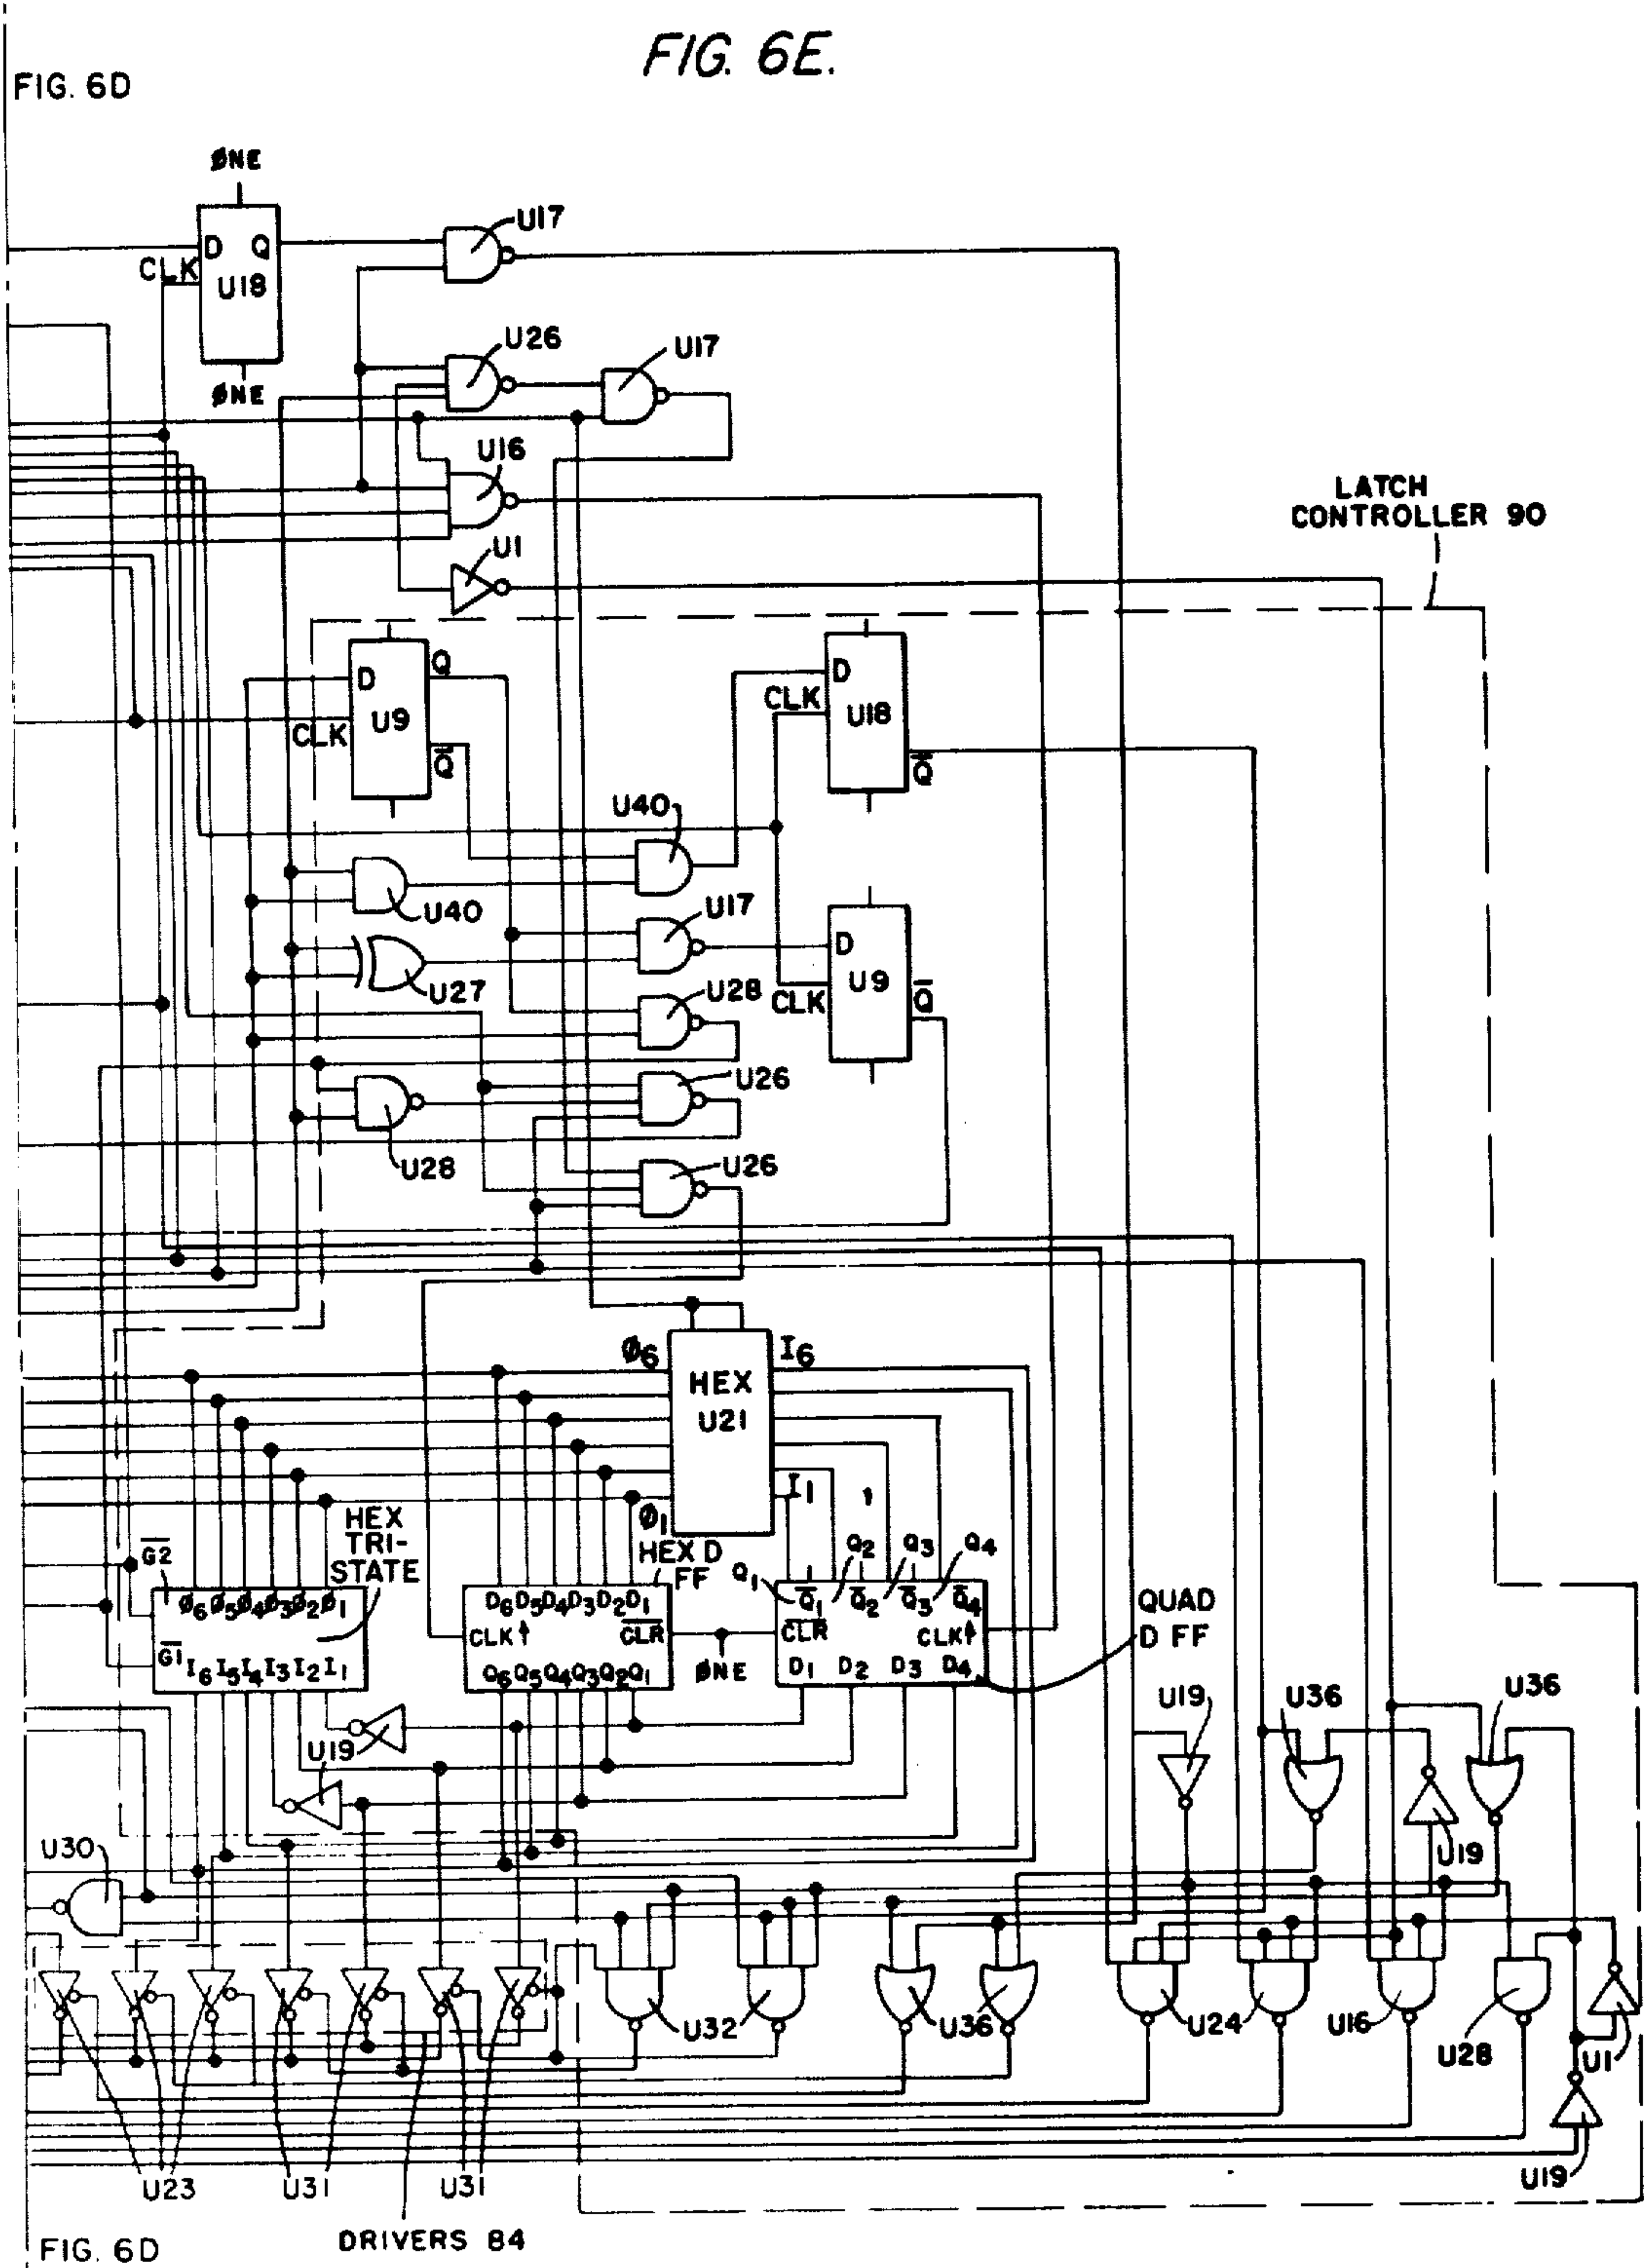 FIG. 6E.
FIG. 6D
ØNE
D Q
CLK
U18
ØNE
U17
U26
U17
U16
U1
LATCH
CONTROLLER 90
D
Q
CLK
U9
Q̅
D
CLK
U18
Q̅
U40
U40
U17
U27
D
U9
CLK
Q̅
U28
U26
U28
U26
Ø6
I6
HEX
U21
I1
Ø1
HEX
TRI-
STATE
G̅2̅
Ø6 Ø5 Ø4 Ø3 Ø2 Ø1
G̅1̅
I6 I5 I4 I3 I2 I1
HEX D
FF
D6 D5 D4 D3 D2 D1
CLK↑
C̅L̅R̅
Q6 Q5 Q4 Q3 Q2 Q1
ØNE
Q1
Q2
Q3
Q4
Q̅1 Q̅2 Q̅3 Q̅4
C̅L̅R̅
CLK↑
D1 D2 D3 D4
QUAD
D FF
U19
U19
U36
U36
U19
U30
U32
U36
U24
U16
U28
U1
U19
U23
U31
U31
DRIVERS 84
FIG. 6D